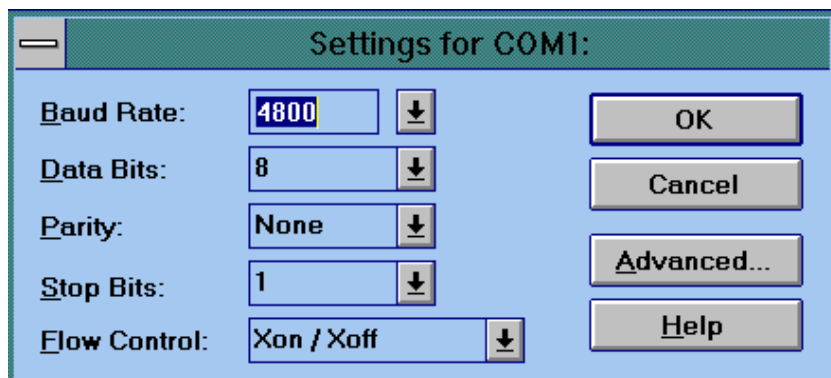 Settings for COM1:
Baud Rate: 4800
OK
Data Bits: 8
Cancel
Parity: None
Advanced...
Stop Bits: 1
Help
Flow Control: Xon / Xoff